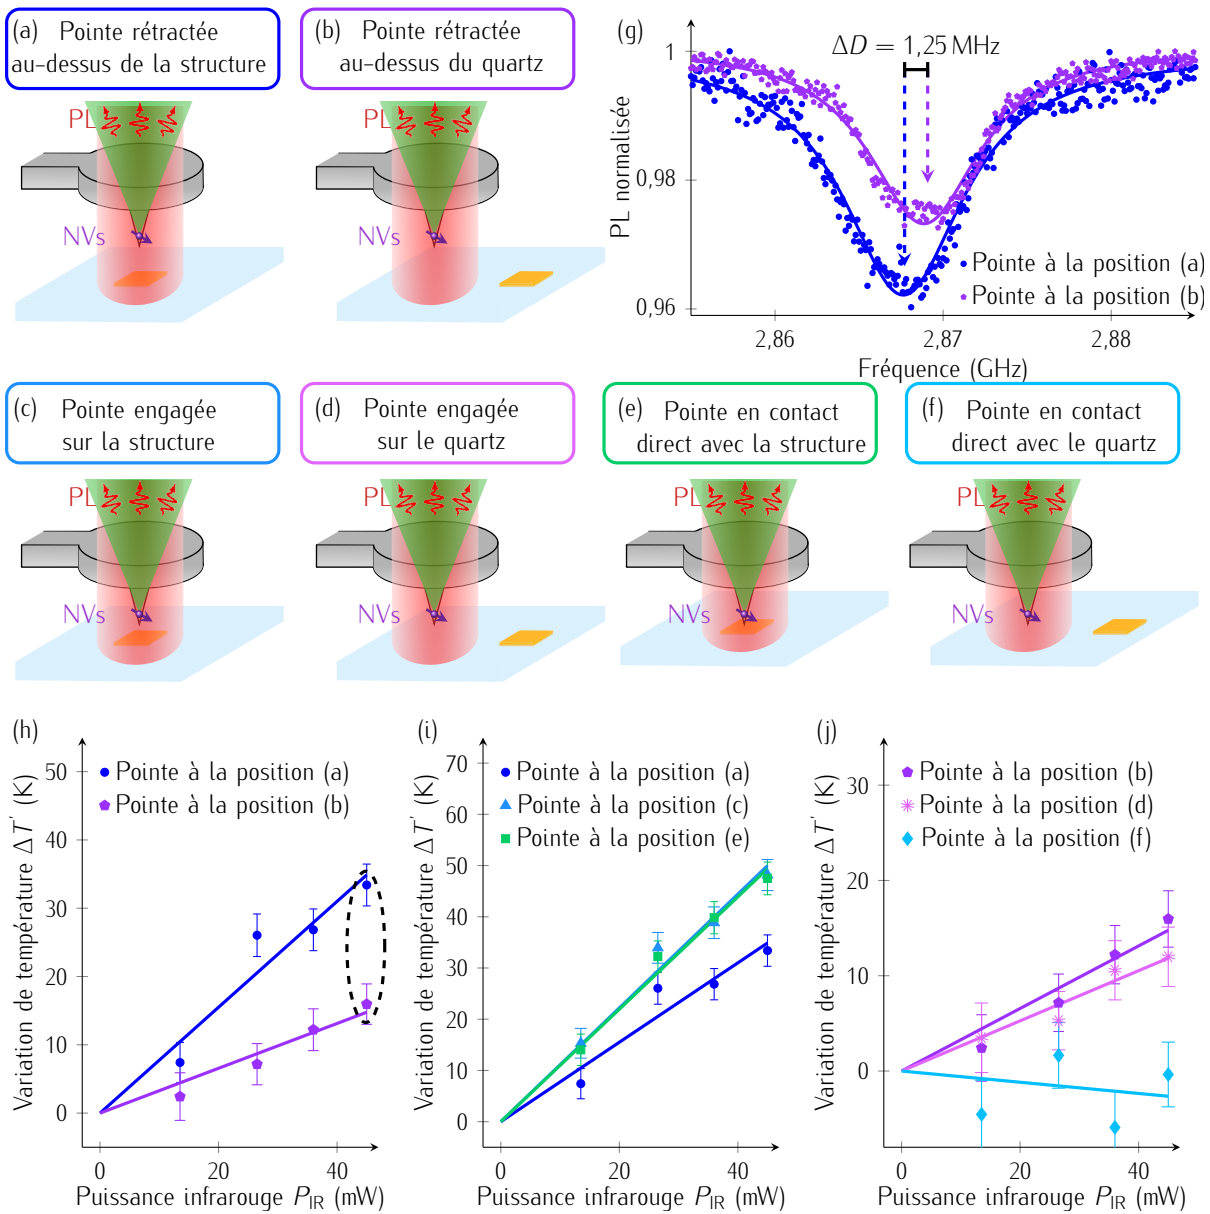 (a) Pointe rétractée
au-dessus de la structure
PL
NVs
(b) Pointe rétractée
au-dessus du quartz
PL
NVs
(g)
ΔD = 1,25 MHz
1
0,98
0,96
PL normalisée
Pointe à la position (a)
Pointe à la position (b)
2,86
2,87
2,88
Fréquence (GHz)
(c) Pointe engagée
sur la structure
PL
NVs
(d) Pointe engagée
sur le quartz
PL
NVs
(e) Pointe en contact
direct avec la structure
PL
NVs
(f) Pointe en contact
direct avec le quartz
PL
NVs
(h)
Pointe à la position (a)
Pointe à la position (b)
50
40
30
20
10
0
Variation de température ΔT′ (K)
0
20
40
Puissance infrarouge P_IR (mW)
(i)
Pointe à la position (a)
Pointe à la position (c)
Pointe à la position (e)
70
60
50
40
30
20
10
0
Variation de température ΔT′ (K)
0
20
40
Puissance infrarouge P_IR (mW)
(j)
Pointe à la position (b)
Pointe à la position (d)
Pointe à la position (f)
30
20
10
0
Variation de température ΔT′ (K)
0
20
40
Puissance infrarouge P_IR (mW)